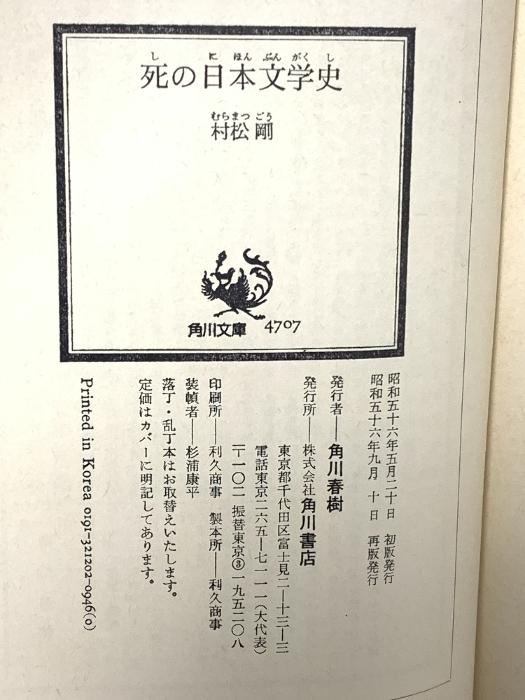 し に ほん ぶん がく し
死の日本文学史
むらまつ ごう
村松 剛
角川文庫 4707
昭和五十六年五月二十日 初版発行
昭和五十六年九月 十 日 再版発行
発行者——角川春樹
発行所——株式会社角川書店
東京都千代田区富士見二—十三—三
電話東京二六五—七一一一(大代表)
〒一〇二 振替東京③一九五二〇八
印刷所——利久商事 製本所——利久商事
装幀者——杉浦康平
落丁・乱丁本はお取替えいたします。
定価はカバーに明記してあります。
Printed in Korea 0191-321202-0946(0)